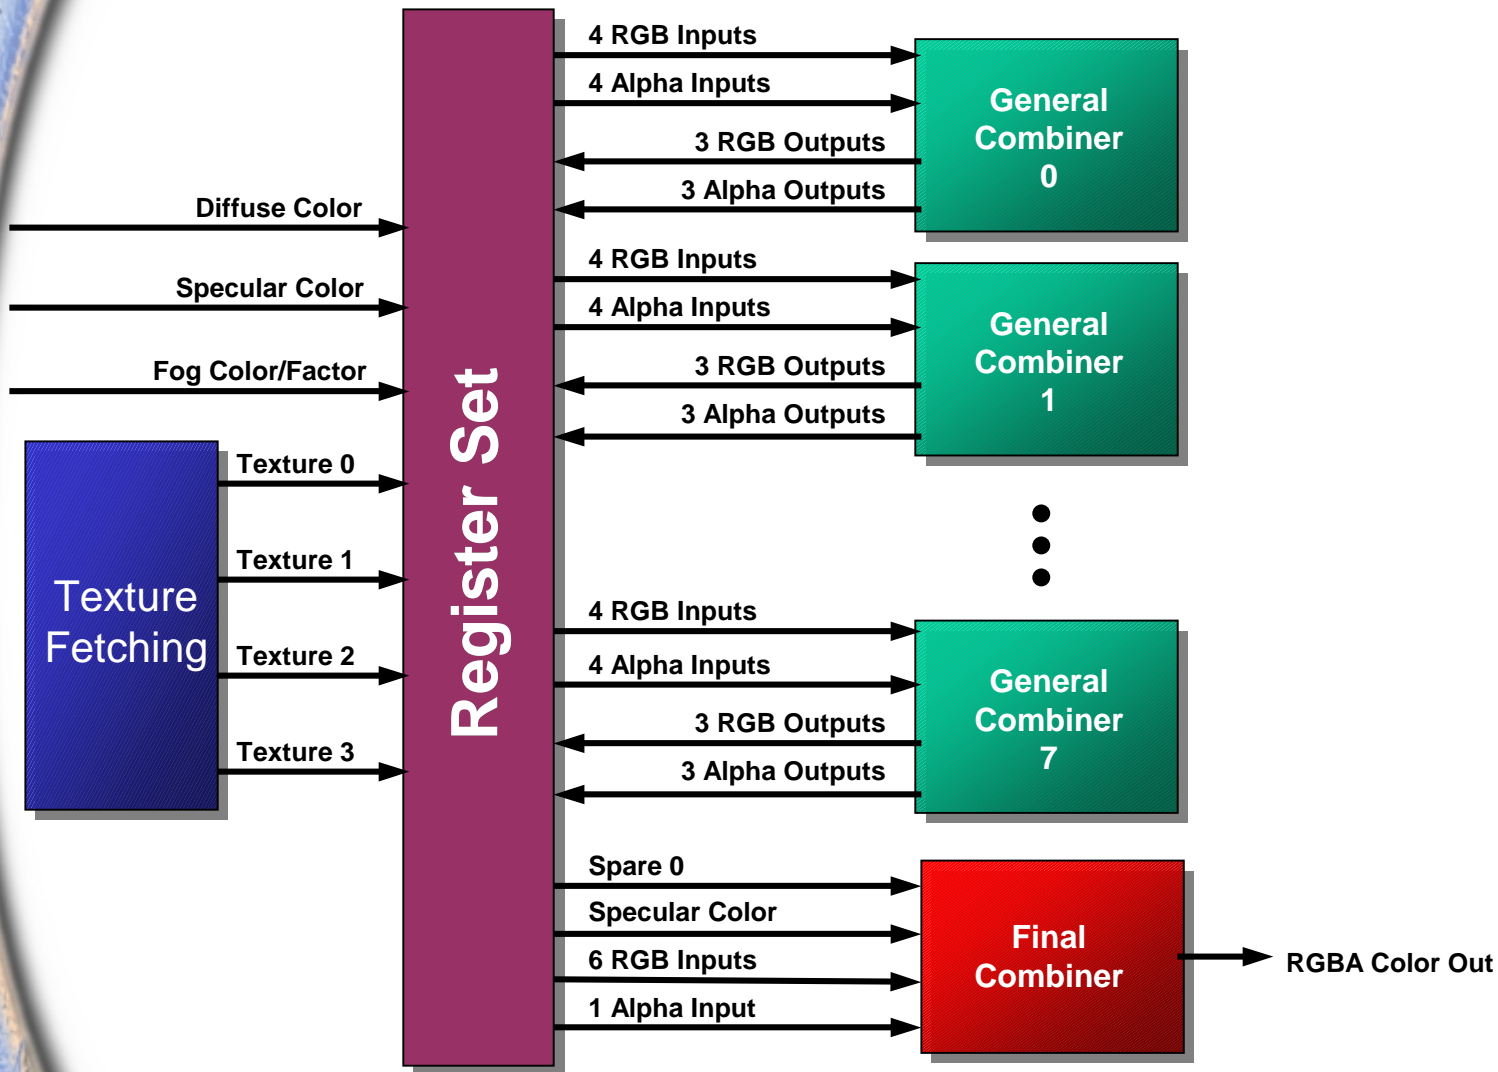 Diffuse Color
Specular Color
Fog Color/Factor
Texture
Fetching
Texture 0
Texture 1
Texture 2
Texture 3
Register Set
4 RGB Inputs
4 Alpha Inputs
3 RGB Outputs
3 Alpha Outputs
General
Combiner
0
4 RGB Inputs
4 Alpha Inputs
3 RGB Outputs
3 Alpha Outputs
General
Combiner
1
4 RGB Inputs
4 Alpha Inputs
3 RGB Outputs
3 Alpha Outputs
General
Combiner
7
Spare 0
Specular Color
6 RGB Inputs
1 Alpha Input
Final
Combiner
RGBA Color Out